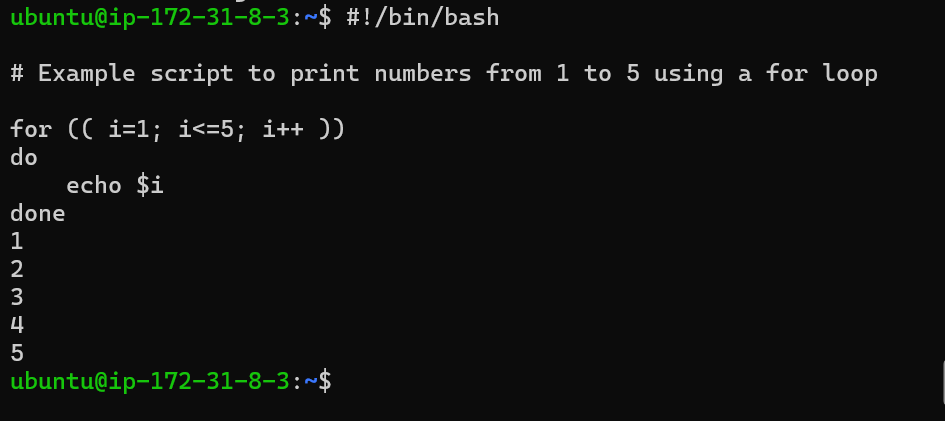 ubuntu@ip-172-31-8-3:~$ #!/bin/bash
# Example script to print numbers from 1 to 5 using a for loop
for (( i=1; i<=5; i++ ))
do
    echo $i
done
1
2
3
4
5
ubuntu@ip-172-31-8-3:~$